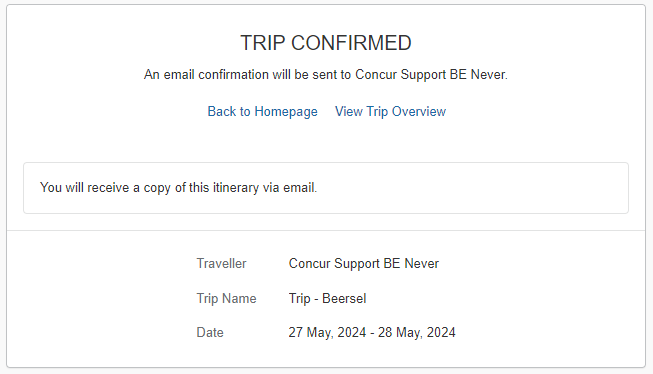 TRIP CONFIRMED
An email confirmation will be sent to Concur Support BE Never.
Back to Homepage View Trip Overview
You will receive a copy of this itinerary via email.
Traveller Concur Support BE Never
Trip Name Trip - Beersel
Date 27 May, 2024 - 28 May, 2024